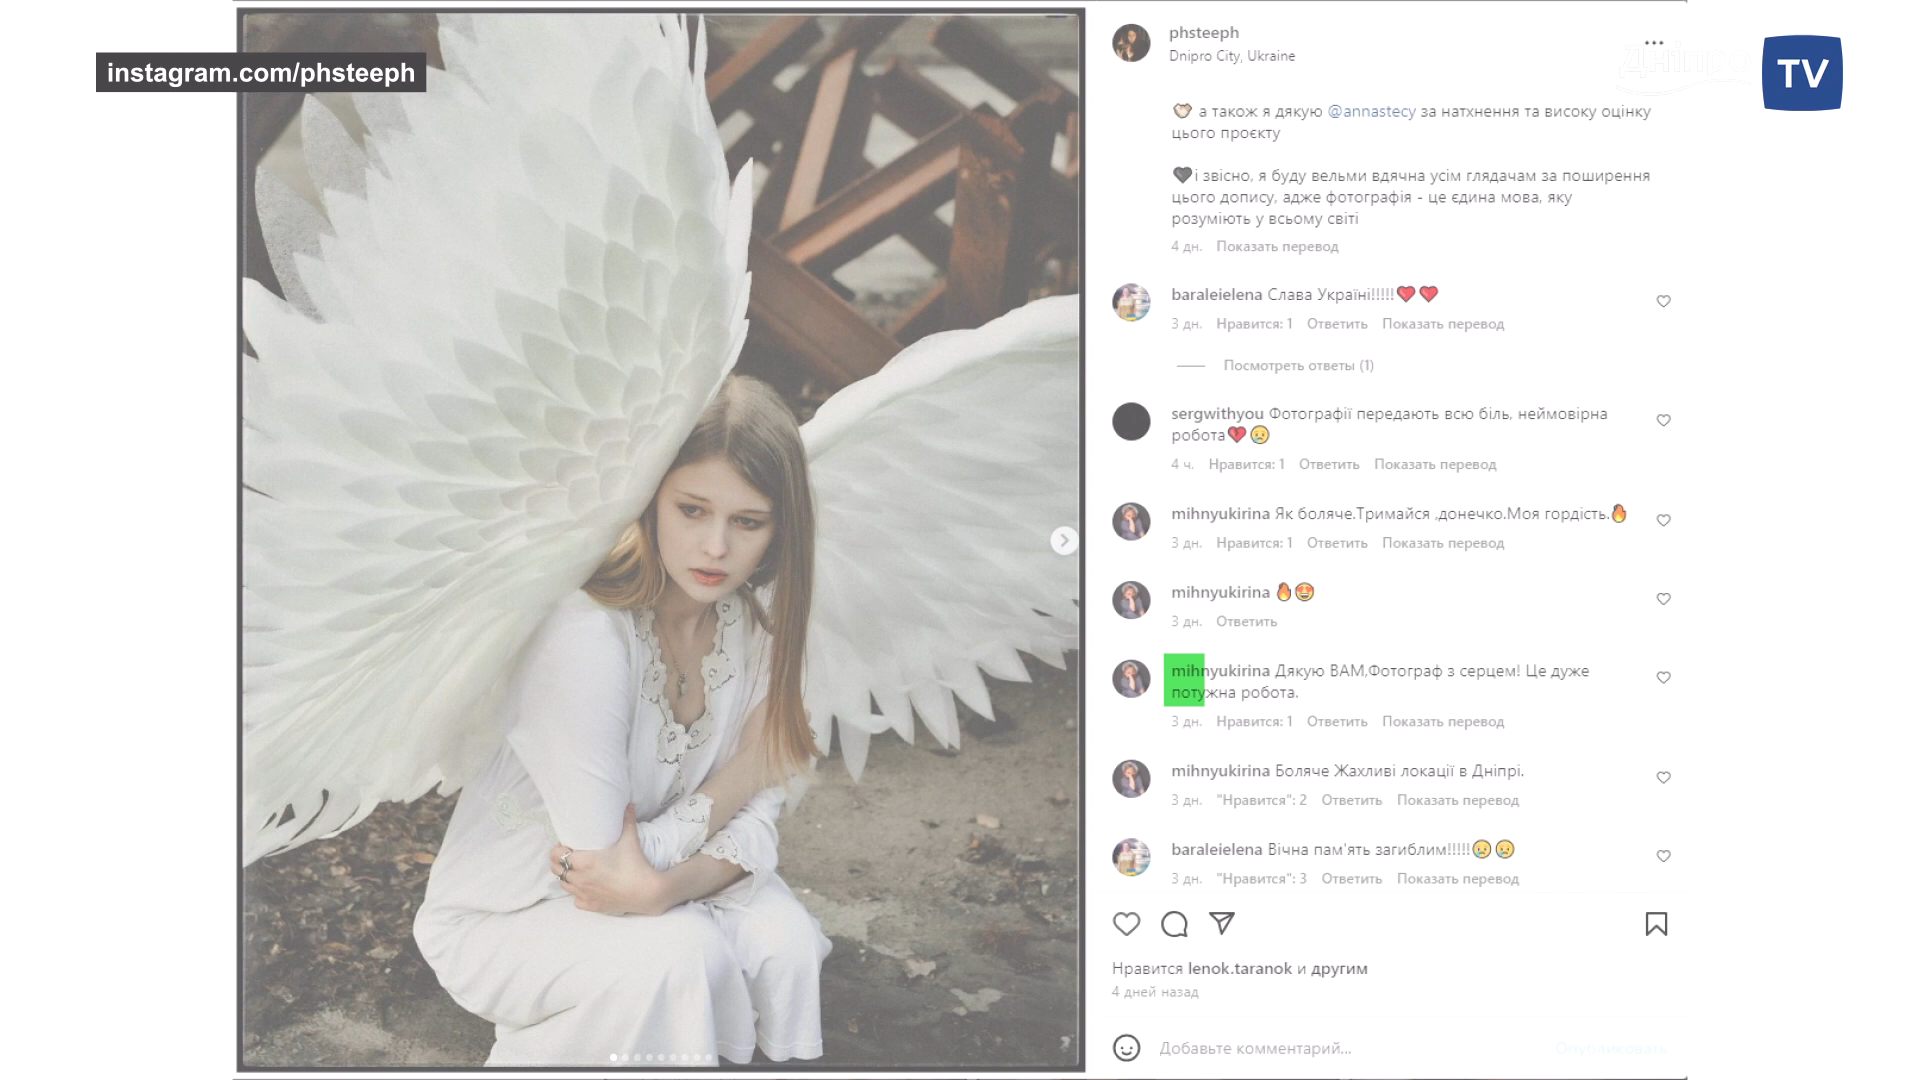 instagram.com/phsteeph
phsteeph
Dnipro City, Ukraine
Дніпро TV
а також я дякую @annastecy за натхнення та високу оцінку
цього проєкту
і звісно, я буду вельми вдячна усім глядачам за поширення
цього допису, адже фотографія - це єдина мова, яку
розуміють у всьому світі
4 дн. Показать перевод
baraleielena Слава Україні!!!!!
3 дн. Нравится: 1 Ответить Показать перевод
Посмотреть ответы (1)
sergwithyou Фотографії передають всю біль, неймовірна
робота
4 ч. Нравится: 1 Ответить Показать перевод
mihnyukirina Як боляче.Тримайся ,донечко.Моя гордість.
3 дн. Нравится: 1 Ответить Показать перевод
mihnyukirina
3 дн. Ответить
mihnyukirina Дякую ВАМ,Фотограф з серцем! Це дуже
потужна робота.
3 дн. Нравится: 1 Ответить Показать перевод
mihnyukirina Боляче Жахливі локації в Дніпрі.
3 дн. "Нравится": 2 Ответить Показать перевод
baraleielena Вічна пам'ять загиблим!!!!!
3 дн. "Нравится": 3 Ответить Показать перевод
Нравится lenok.taranok и другим
4 дней назад
Добавьте комментарий...
Опубликовать